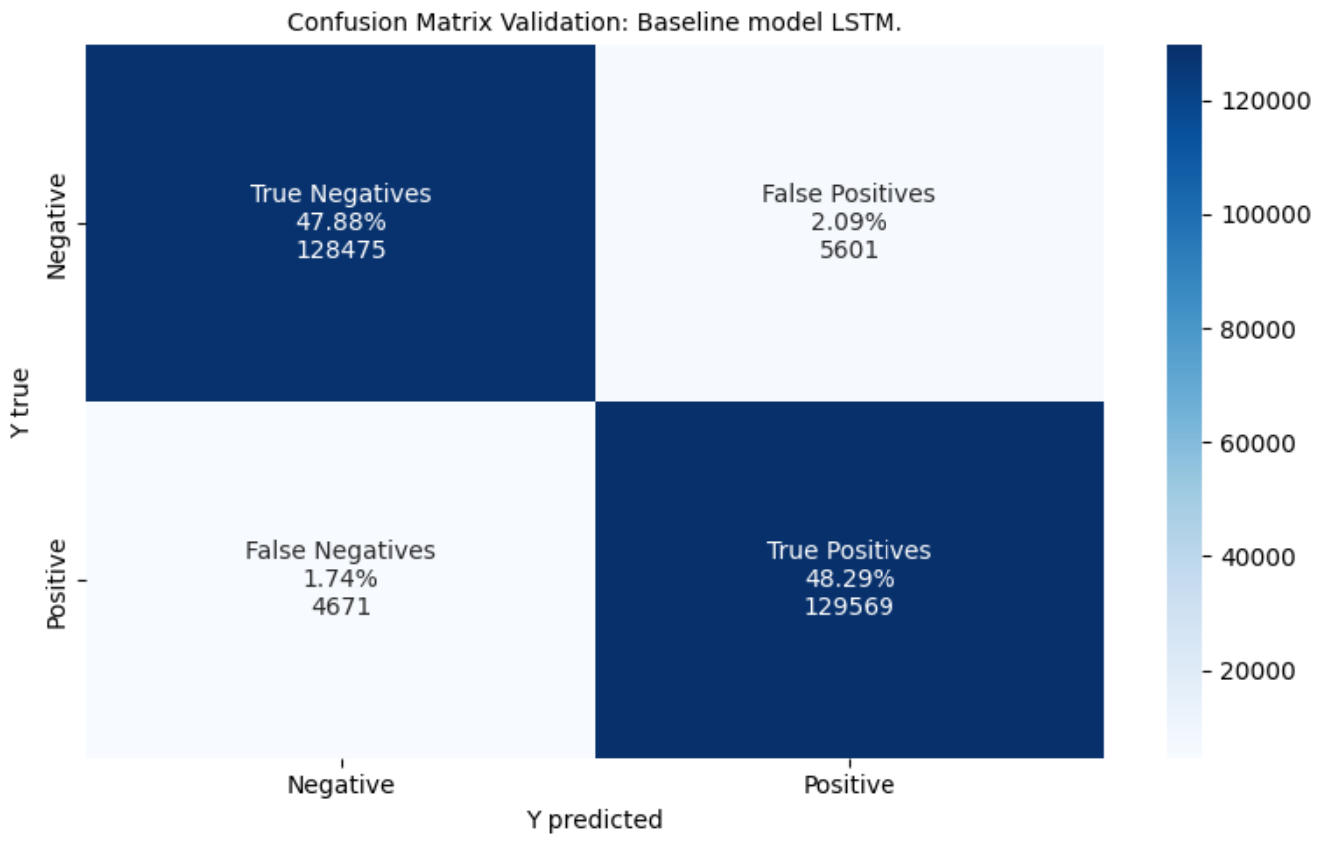 Confusion Matrix Validation: Baseline model LSTM.
True Negatives
47.88%
128475
False Positives
2.09%
5601
False Negatives
1.74%
4671
True Positives
48.29%
129569
Negative
Positive
Y true
Negative
Positive
Y predicted
120000
100000
80000
60000
40000
20000